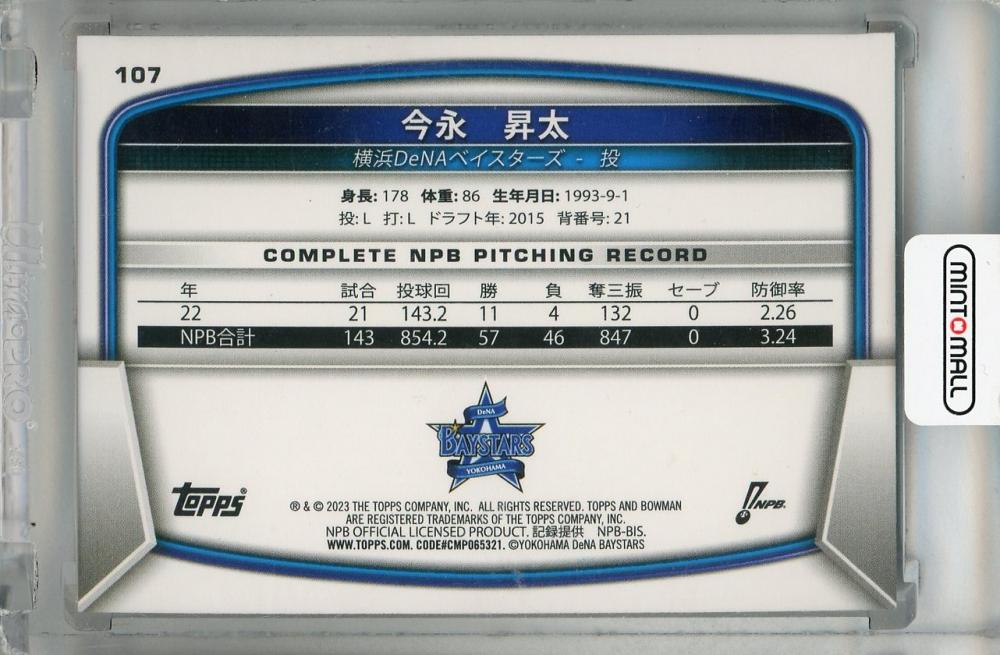 107
今永 昇太
横浜DeNAベイスターズ - 投
身長: 178 体重: 86 生年月日: 1993-9-1
投: L 打: L ドラフト年: 2015 背番号: 21
COMPLETE NPB PITCHING RECORD
年 試合 投球回 勝 負 奪三振 セーブ 防御率
22 21 143.2 11 4 132 0 2.26
NPB合計 143 854.2 57 46 847 0 3.24
DeNA
BAYSTARS
YOKOHAMA
topps®
® & © 2023 THE TOPPS COMPANY, INC. ALL RIGHTS RESERVED. TOPPS AND BOWMAN
ARE REGISTERED TRADEMARKS OF THE TOPPS COMPANY, INC.
NPB OFFICIAL LICENSED PRODUCT. 記録提供 NPB-BIS.
WWW.TOPPS.COM. CODE#CMP065321. ©YOKOHAMA DeNA BAYSTARS
NPB.
MINT MALL
Ultra PRO